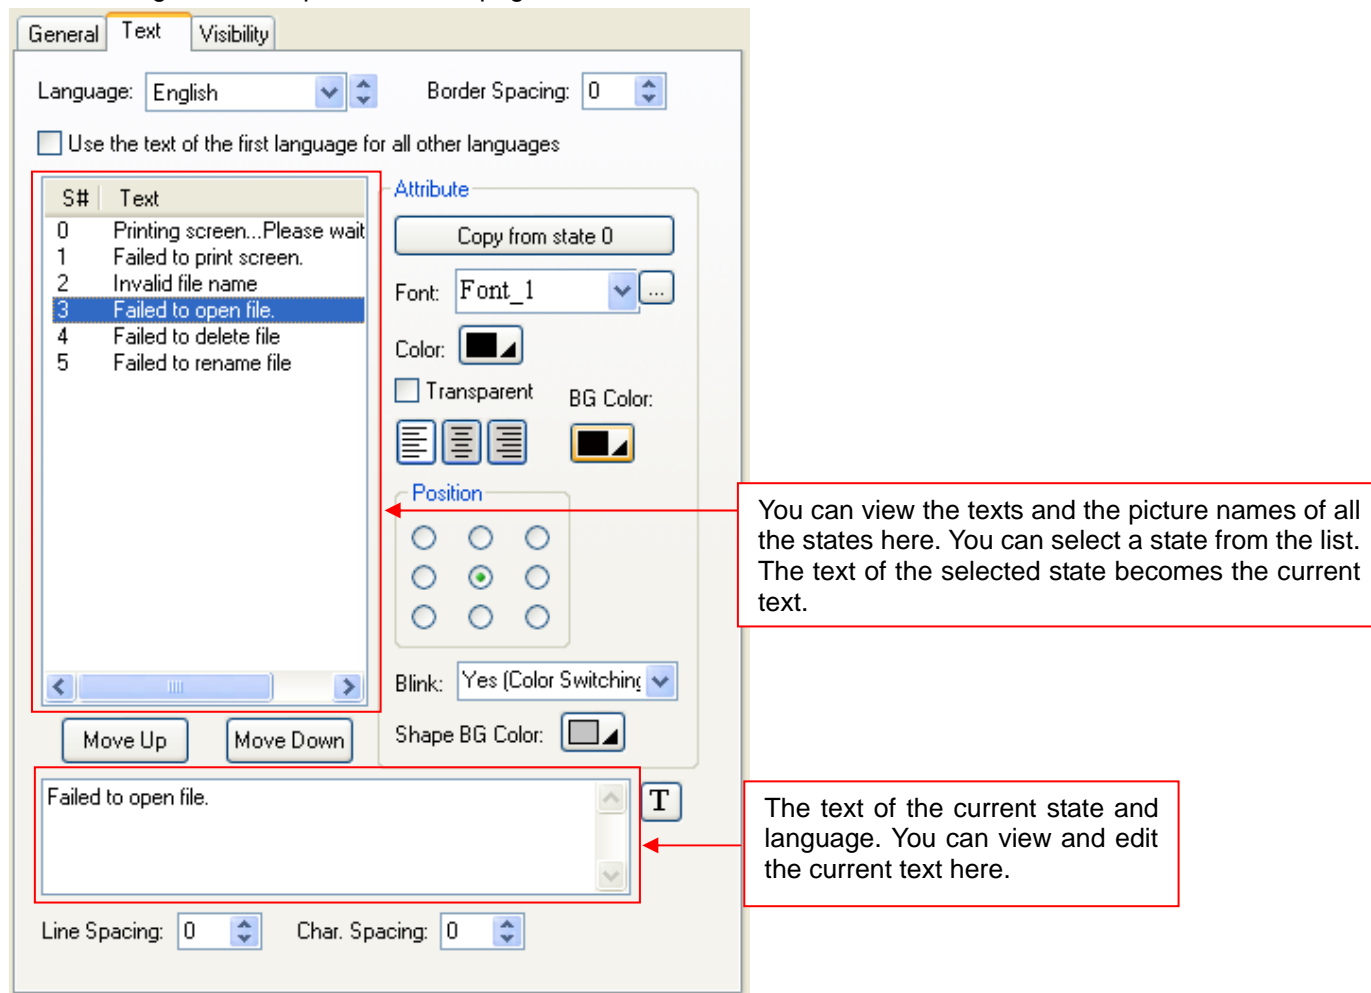 General Text Visibility
Language: English Border Spacing: 0
Use the text of the first language for all other languages
S# Text
0 Printing screen...Please wait
1 Failed to print screen.
2 Invalid file name
3 Failed to open file.
4 Failed to delete file
5 Failed to rename file
Move Up Move Down
Attribute
Copy from state 0
Font: Font_1 ...
Color:
Transparent BG Color:
Position
Blink: Yes (Color Switching
Shape BG Color:
Failed to open file.
T
Line Spacing: 0 Char. Spacing: 0
You can view the texts and the picture names of all
the states here. You can select a state from the list.
The text of the selected state becomes the current
text.
The text of the current state and
language. You can view and edit
the current text here.